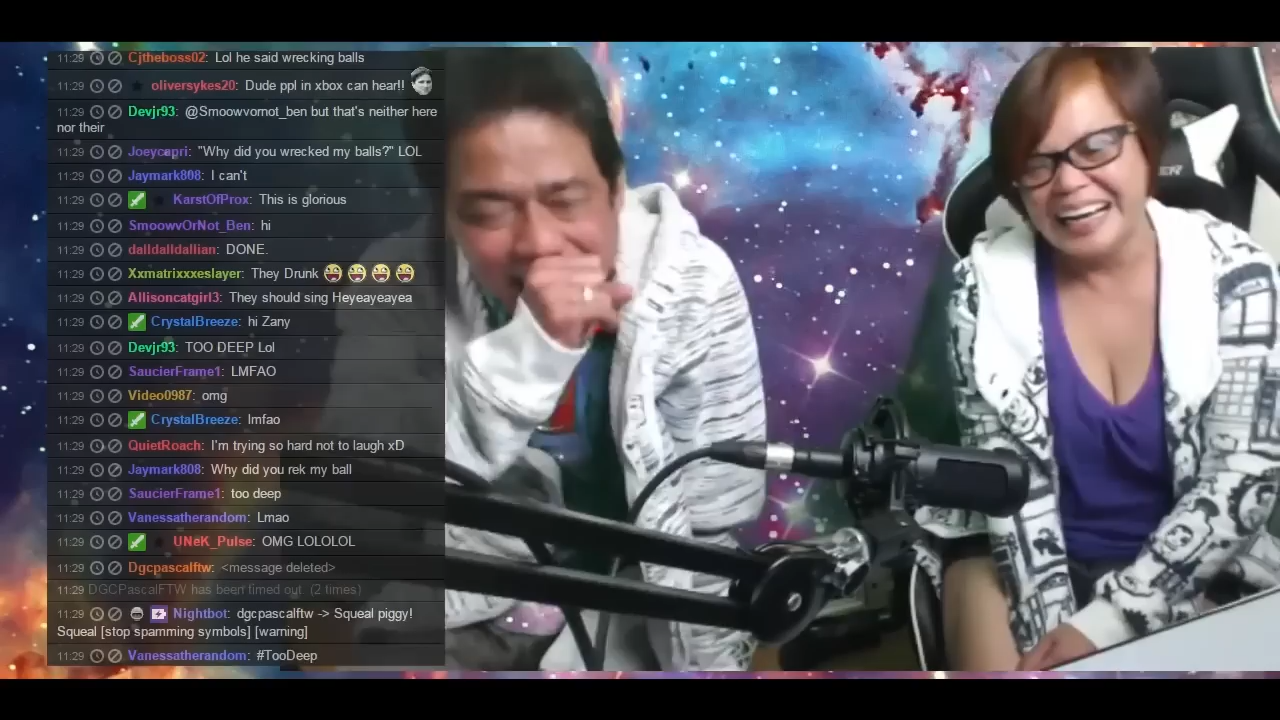 11:29 Cjtheboss02: Lol he said wrecking balls
11:29 oliversykes20: Dude ppl in xbox can hear!!
11:29 Devjr93: @Smoowvornot_ben but that's neither here
nor their
11:29 Joeycapri: "Why did you wrecked my balls?" LOL
11:29 Jaymark808: I can't
11:29 KarstOfProx: This is glorious
11:29 SmoowvOrNot_Ben: hi
11:29 dalldalldallian: DONE.
11:29 Xxmatrixxxeslayer: They Drunk
11:29 Allisoncatgirl3: They should sing Heyeayeayea
11:29 CrystalBreeze: hi Zany
11:29 Devjr93: TOO DEEP Lol
11:29 SaucierFrame1: LMFAO
11:29 Video0987: omg
11:29 CrystalBreeze: lmfao
11:29 QuietRoach: I'm trying so hard not to laugh xD
11:29 Jaymark808: Why did you rek my ball
11:29 SaucierFrame1: too deep
11:29 Vanessatherandom: Lmao
11:29 UNeK_Pulse: OMG LOLOLOL
11:29 Dgcpascalftw: <message deleted>
11:29 DGCPascalFTW has been timed out. (2 times)
11:29 Nightbot: dgcpascalftw -> Squeal piggy!
Squeal [stop spamming symbols] [warning]
11:29 Vanessatherandom: #TooDeep